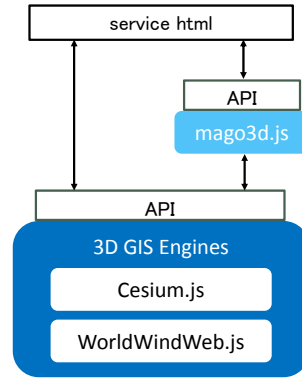 service html
API
mago3d.js
API
3D GIS Engines
Cesium.js
WorldWindWeb.js